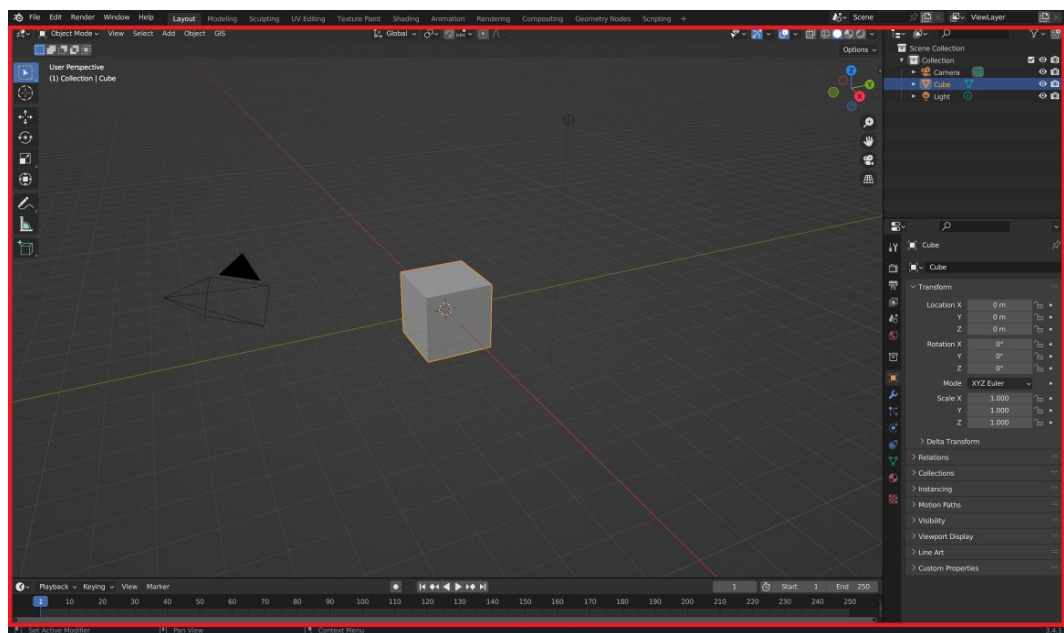 File Edit Render Window Help Layout Modeling Sculpting UV Editing Texture Paint Shading Animation Rendering Compositing Geometry Nodes Scripting + Scene ViewLayer
Object Mode View Select Add Object GIS Global
Options
User Perspective
(1) Collection | Cube
Z
Y
X
Scene Collection
Collection
Camera
Cube
Light
Cube
Cube
Transform
Location X 0 m
Y 0 m
Z 0 m
Rotation X 0°
Y 0°
Z 0°
Mode XYZ Euler
Scale X 1.000
Y 1.000
Z 1.000
Delta Transform
Relations
Collections
Instancing
Motion Paths
Visibility
Viewport Display
Line Art
Custom Properties
Playback Keying View Marker 1 Start 1 End 250
1 10 20 30 40 50 60 70 80 90 100 110 120 130 140 150 160 170 180 190 200 210 220 230 240 250
Set Active Modifier Pan View Context Menu 3.4.1